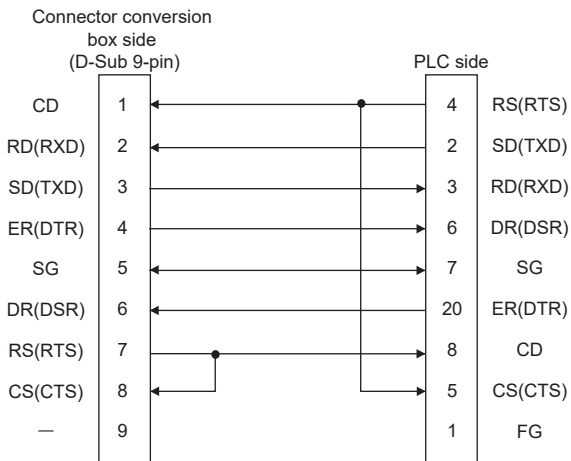 Connector conversion
box side
(D-Sub 9-pin)
PLC side
CD 1 4 RS(RTS)
RD(RXD) 2 2 SD(TXD)
SD(TXD) 3 3 RD(RXD)
ER(DTR) 4 6 DR(DSR)
SG 5 7 SG
DR(DSR) 6 20 ER(DTR)
RS(RTS) 7 8 CD
CS(CTS) 8 5 CS(CTS)
— 9 1 FG